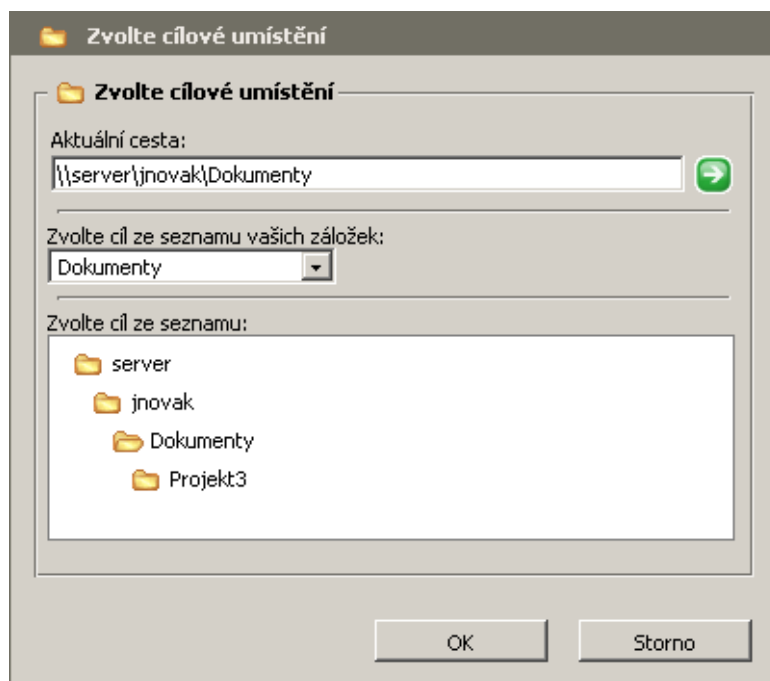 Zvolte cílové umístění
Zvolte cílové umístění
Aktuální cesta:
\\server\jnovak\Dokumenty
Zvolte cíl ze seznamu vašich záložek:
Dokumenty
Zvolte cíl ze seznamu:
server
jnovak
Dokumenty
Projekt3
OK Storno